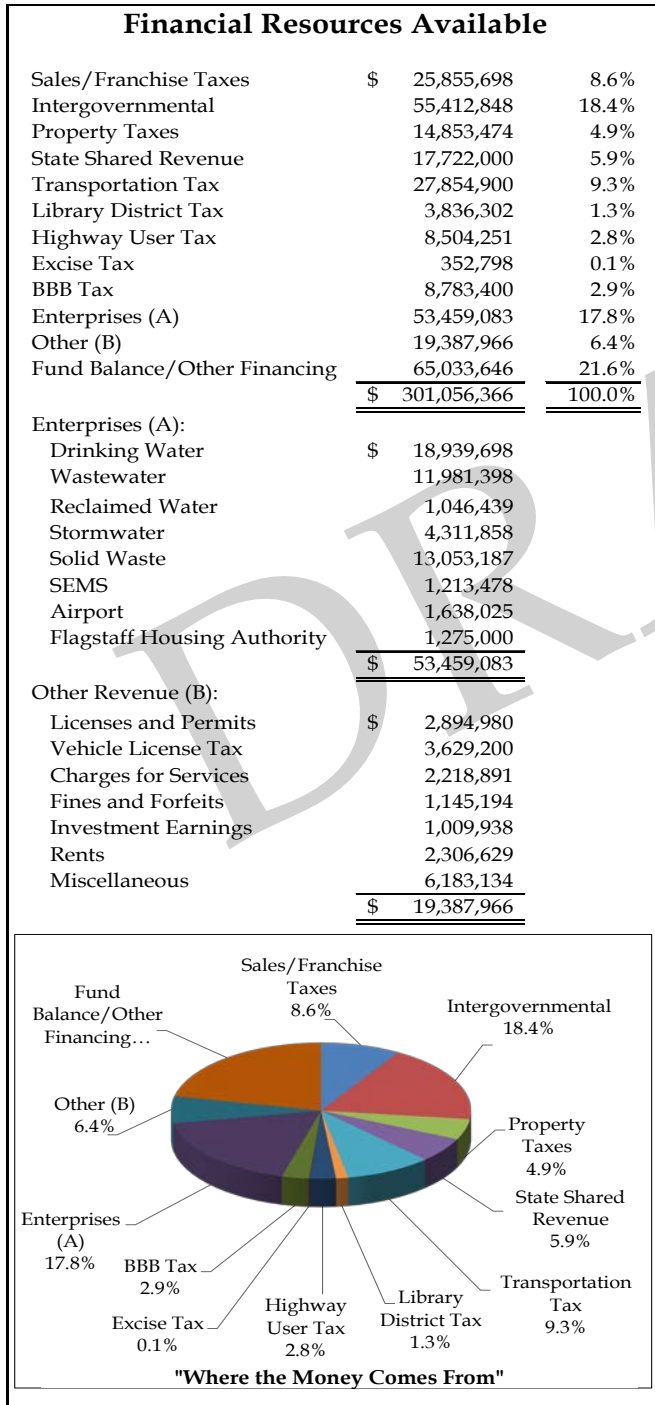 Financial Resources Available
Sales/Franchise Taxes $ 25,855,698 8.6%
Intergovernmental 55,412,848 18.4%
Property Taxes 14,853,474 4.9%
State Shared Revenue 17,722,000 5.9%
Transportation Tax 27,854,900 9.3%
Library District Tax 3,836,302 1.3%
Highway User Tax 8,504,251 2.8%
Excise Tax 352,798 0.1%
BBB Tax 8,783,400 2.9%
Enterprises (A) 53,459,083 17.8%
Other (B) 19,387,966 6.4%
Fund Balance/Other Financing 65,033,646 21.6%
$ 301,056,366 100.0%
Enterprises (A):
Drinking Water $ 18,939,698
Wastewater 11,981,398
Reclaimed Water 1,046,439
Stormwater 4,311,858
Solid Waste 13,053,187
SEMS 1,213,478
Airport 1,638,025
Flagstaff Housing Authority 1,275,000
$ 53,459,083
Other Revenue (B):
Licenses and Permits $ 2,894,980
Vehicle License Tax 3,629,200
Charges for Services 2,218,891
Fines and Forfeits 1,145,194
Investment Earnings 1,009,938
Rents 2,306,629
Miscellaneous 6,183,134
$ 19,387,966
Sales/Franchise
Taxes
8.6%
Intergovernmental
18.4%
Property
Taxes
4.9%
State Shared
Revenue
5.9%
Transportation
Tax
9.3%
Library
District Tax
1.3%
Highway
User Tax
2.8%
Excise Tax
0.1%
BBB Tax
2.9%
Enterprises
(A)
17.8%
Other (B)
6.4%
Fund
Balance/Other
Financing…
"Where the Money Comes From"